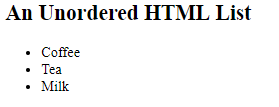 An Unordered HTML List
• Coffee
• Tea
• Milk